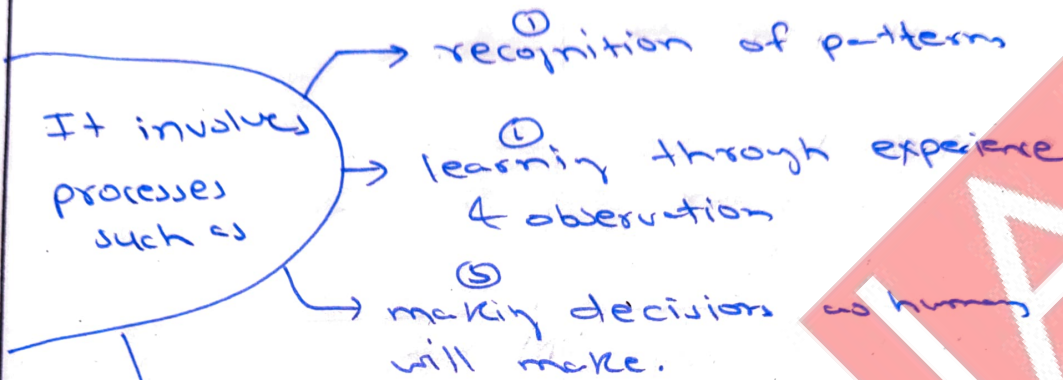 It involves
processes
such as
① recognition of patterns
② learning through experience
& observation
③ making decisions as humans
will make.